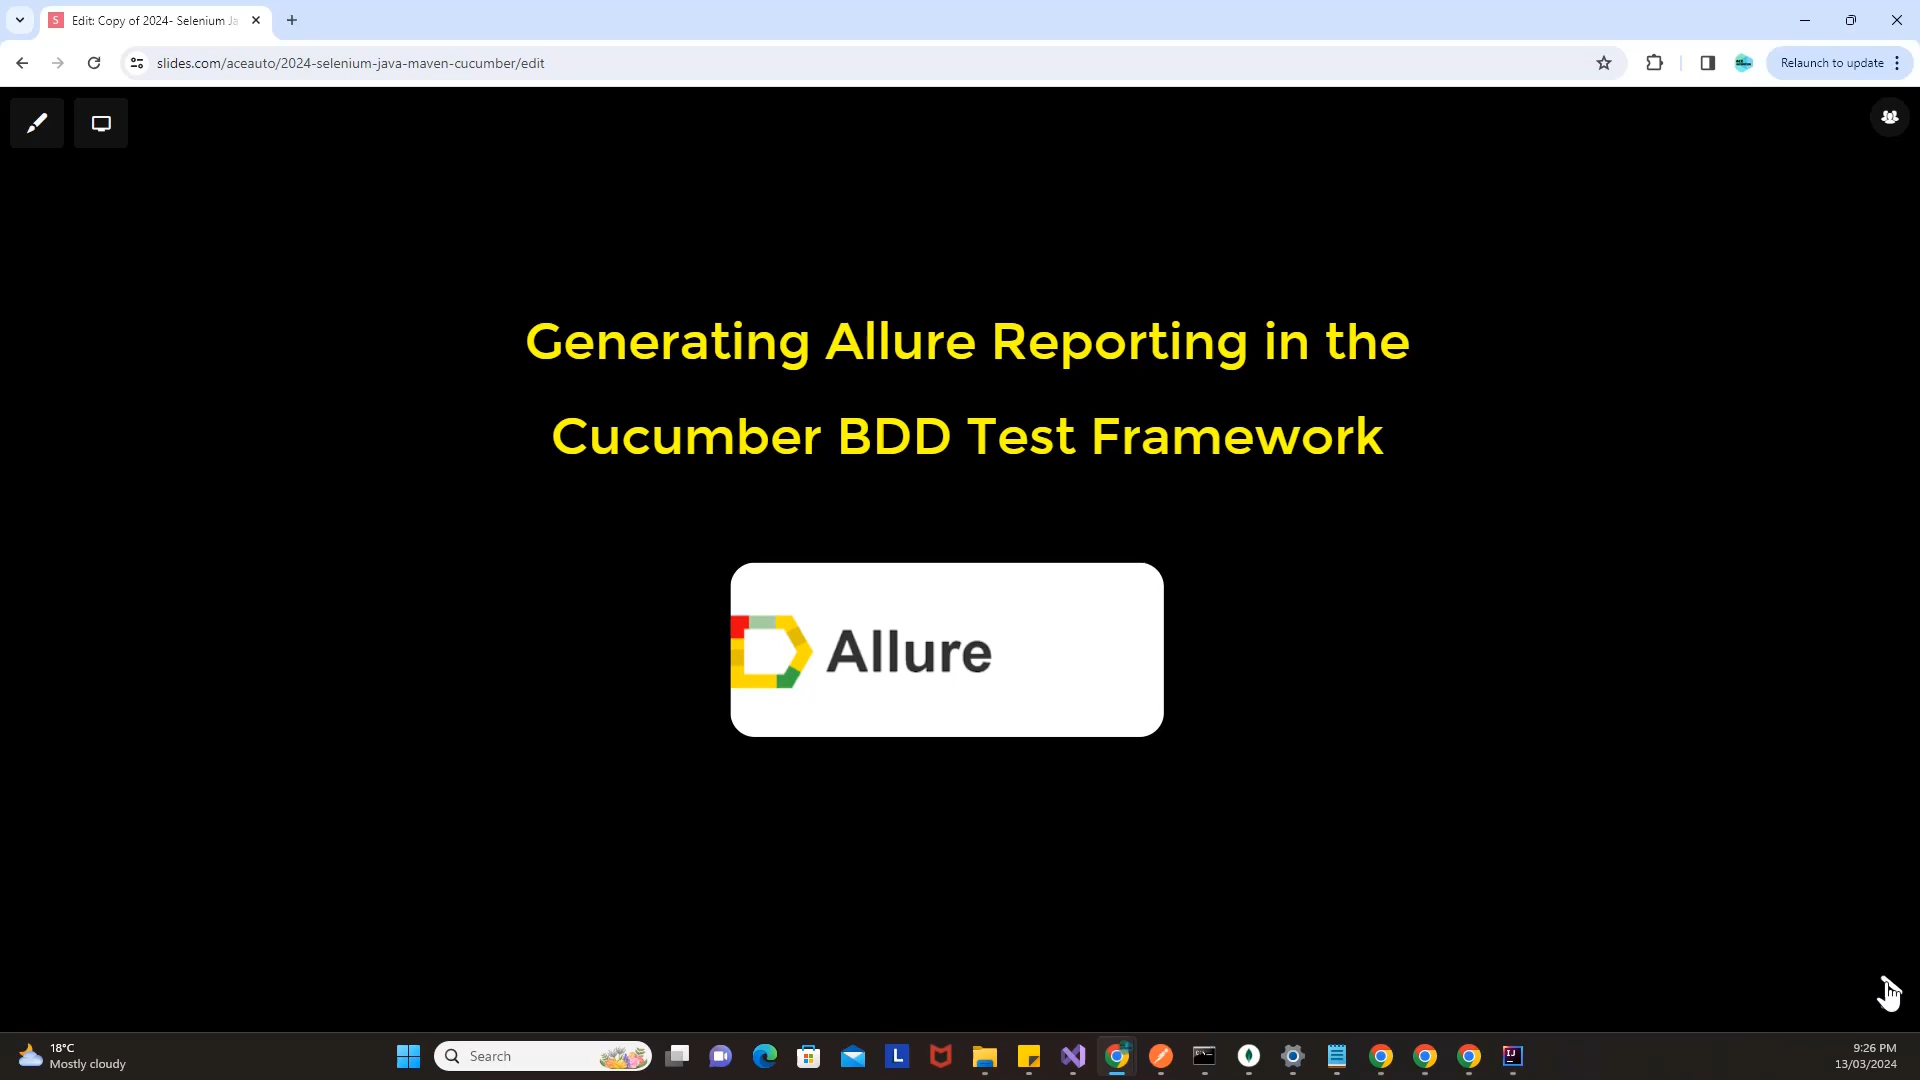 Edit: Copy of 2024- Selenium Ja
slides.com/aceauto/2024-selenium-java-maven-cucumber/edit
Relaunch to update
Generating Allure Reporting in the
Cucumber BDD Test Framework
Allure
18°C
Mostly cloudy
Search
9:26 PM
13/03/2024